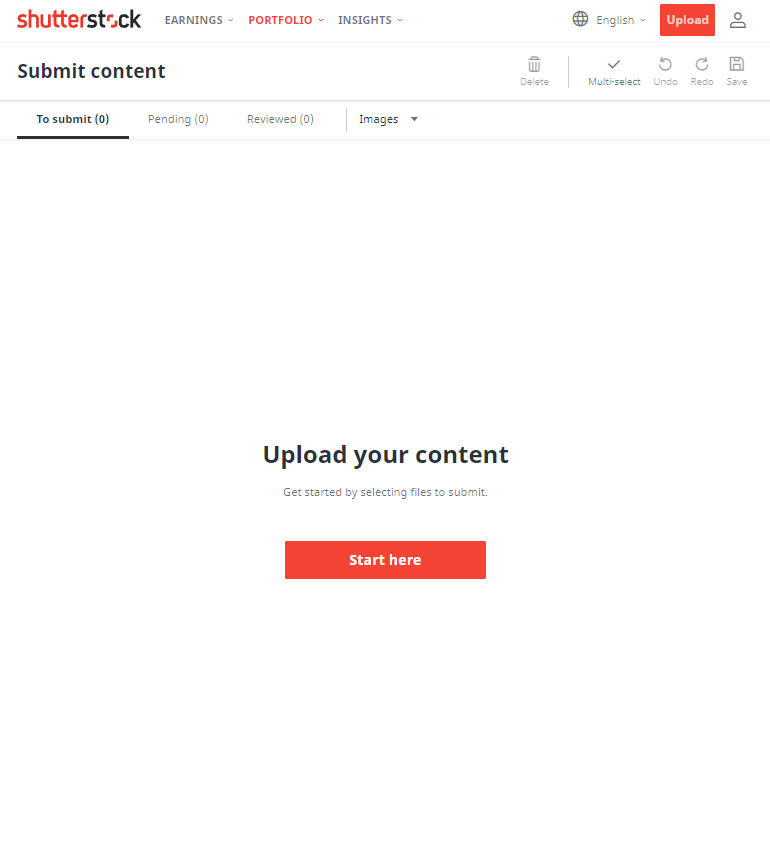 shutterstock EARNINGS PORTFOLIO INSIGHTS English Upload
Submit content
Delete Multi-select Undo Redo Save
To submit (0) Pending (0) Reviewed (0) Images
Upload your content
Get started by selecting files to submit.
Start here